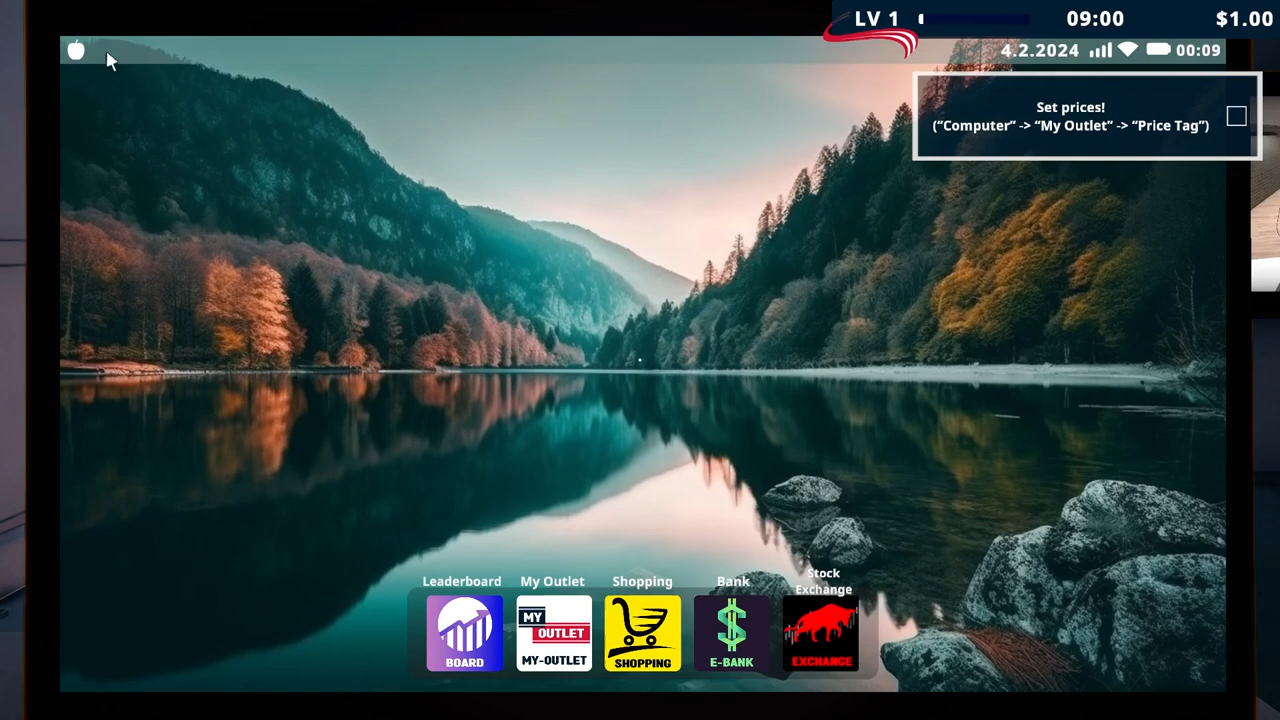 LV 1 09:00 $1.00
4.2.2024 00:09
Set prices!
("Computer" -> "My Outlet" -> "Price Tag")
Leaderboard My Outlet Shopping Bank Stock Exchange
BOARD
MY
OUTLET
MY-OUTLET
SHOPPING
E-BANK
EXCHANGE